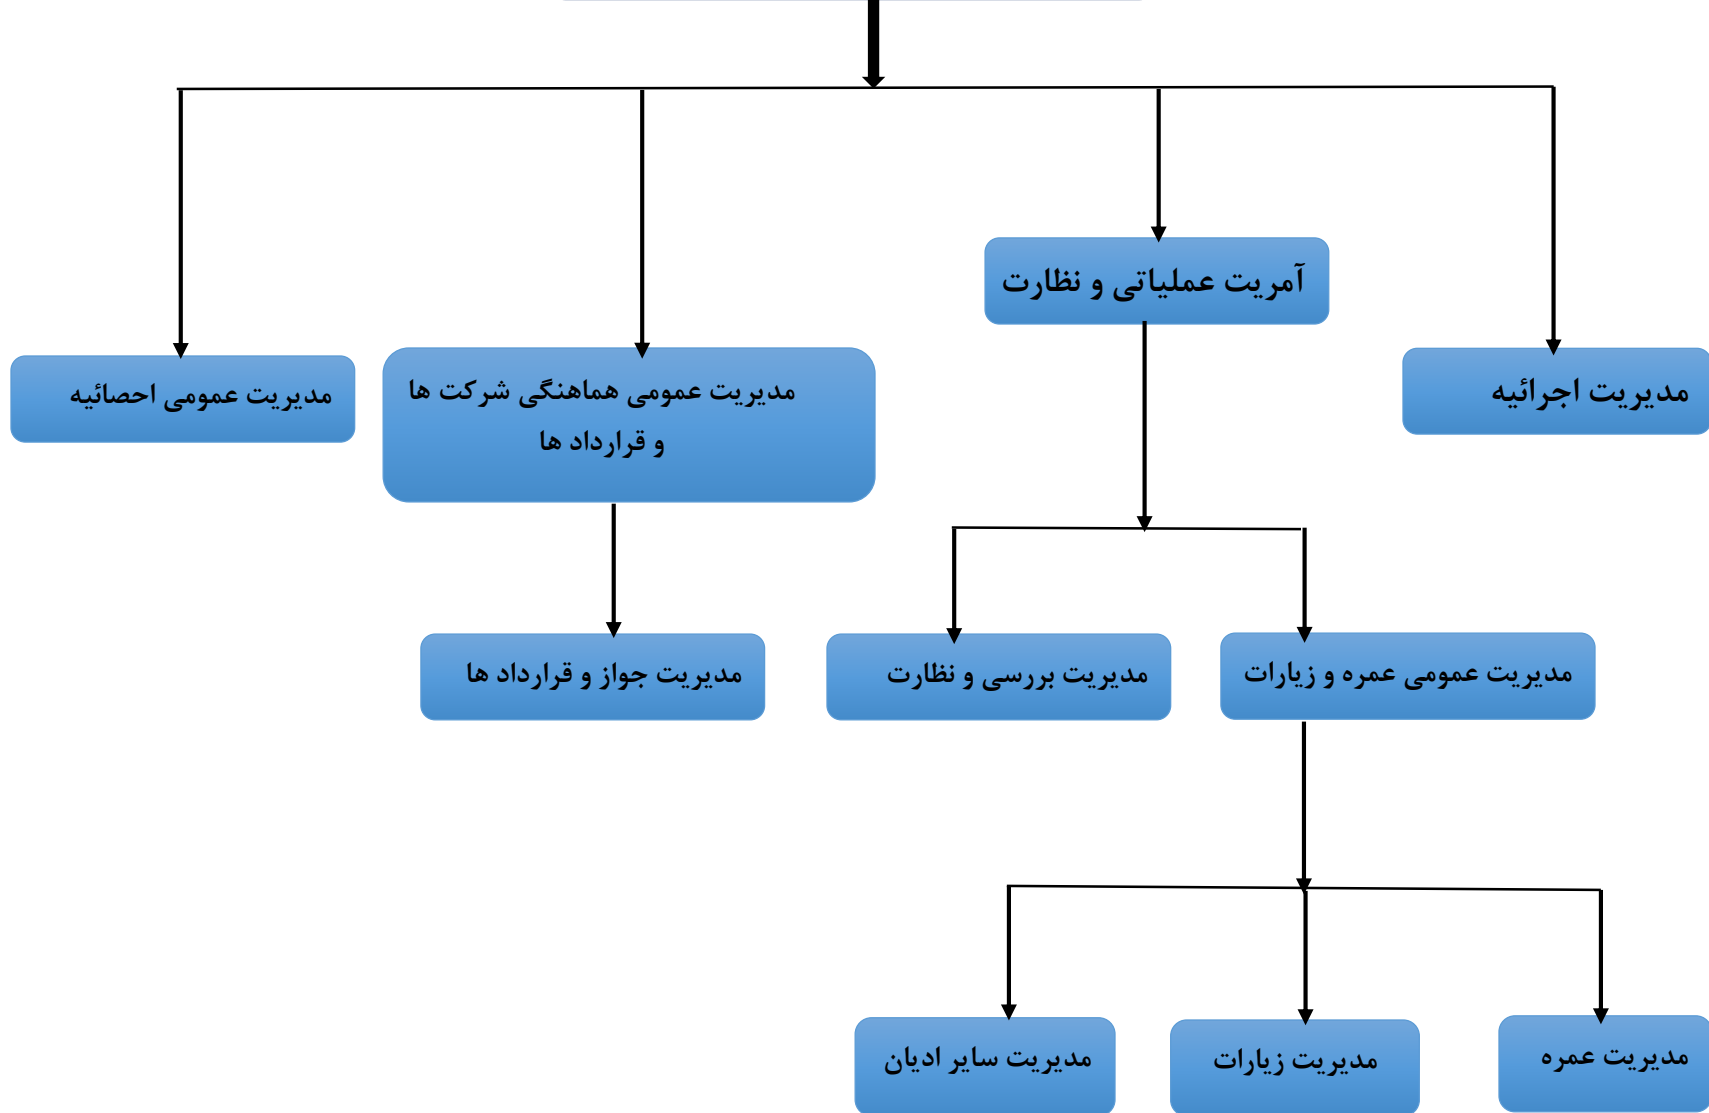 آمریت عملیاتی و نظارت
مدیریت اجرائیه
مدیریت عمومی هماهنگی شرکت ها
و قرارداد ها
مدیریت عمومی احصائیه
مدیریت عمومی عمره و زیارات
مدیریت بررسی و نظارت
مدیریت جواز و قرارداد ها
مدیریت عمره
مدیریت زیارات
مدیریت سایر ادیان